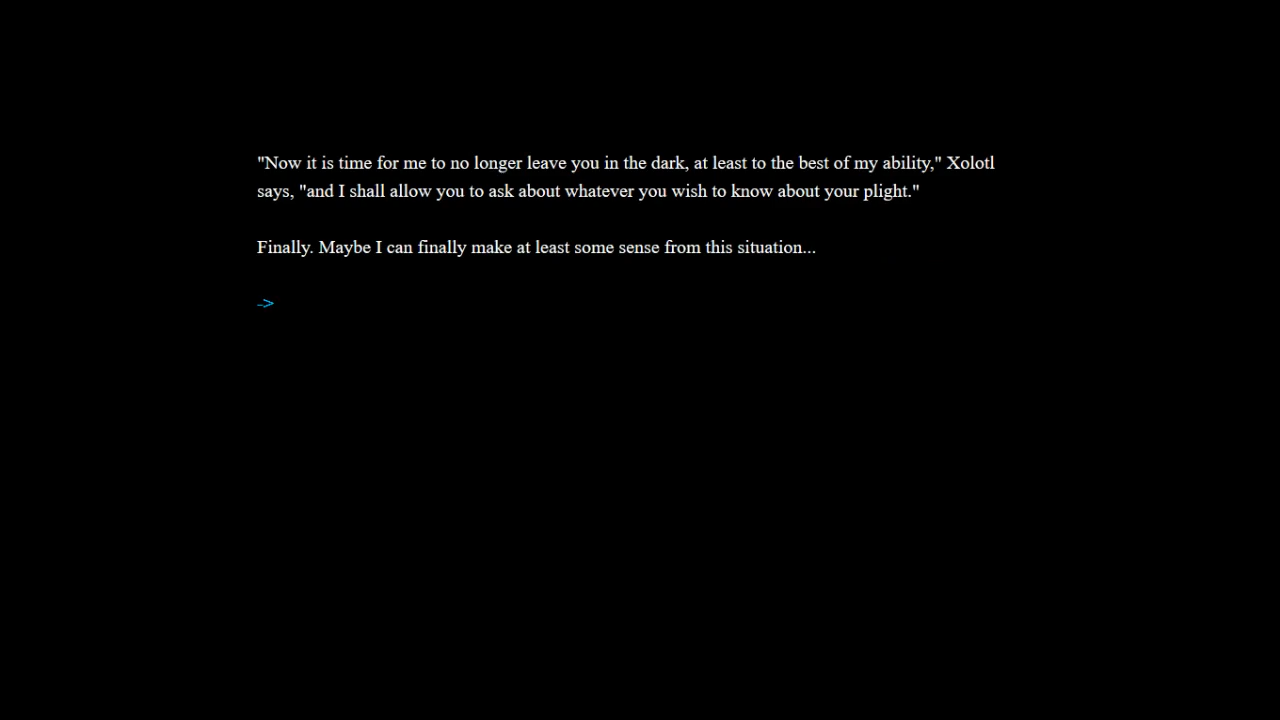 "Now it is time for me to no longer leave you in the dark, at least to the best of my ability," Xolotl
says, "and I shall allow you to ask about whatever you wish to know about your plight."
Finally. Maybe I can finally make at least some sense from this situation...
->